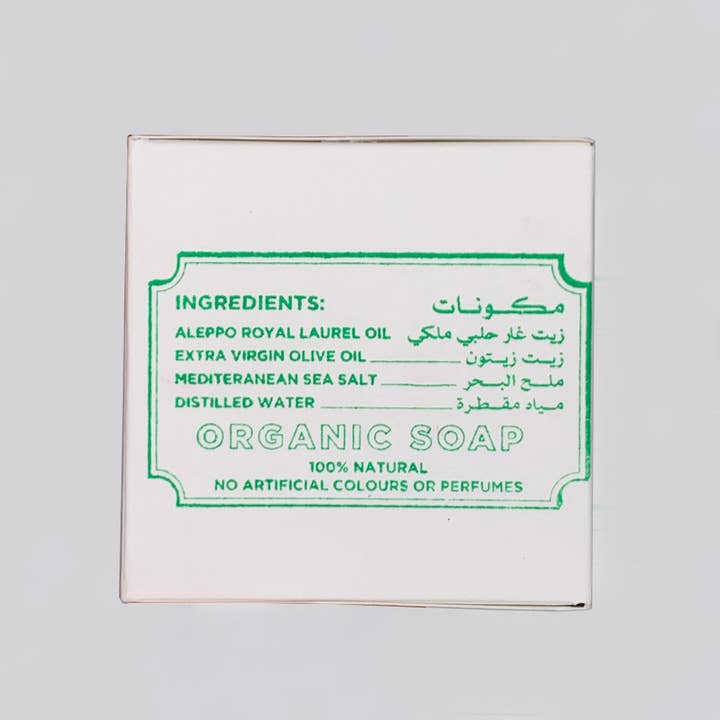 INGREDIENTS: مكونات
ALEPPO ROYAL LAUREL OIL زيت غار حلبي ملكي
EXTRA VIRGIN OLIVE OIL زيت زيتون
MEDITERANEAN SEA SALT ملح البحر
DISTILLED WATER مياه مقطرة
ORGANIC SOAP
100% NATURAL
NO ARTIFICIAL COLOURS OR PERFUMES